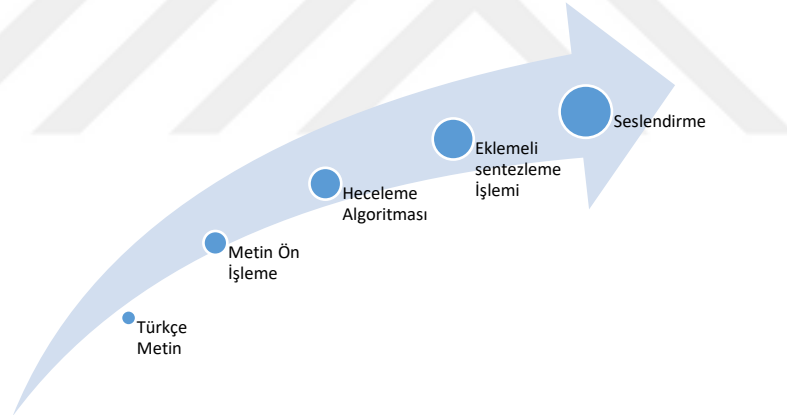 Türkçe
Metin
Metin Ön
İşleme
Heceleme
Algoritması
Eklemeli
sentezleme
İşlemi
Seslendirme